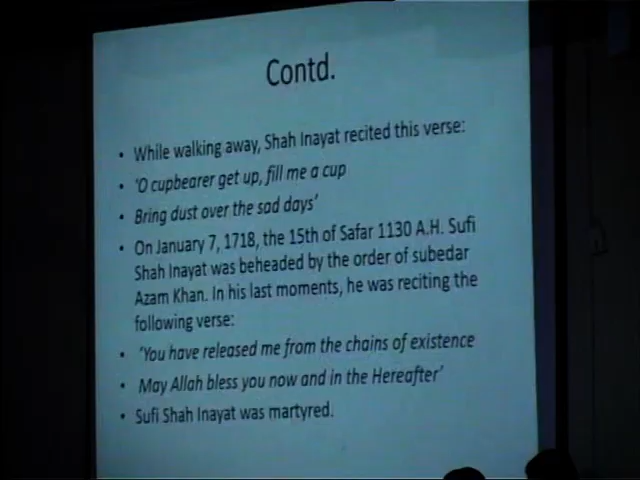 Contd.
• While walking away, Shah Inayat recited this verse:
• 'O cupbearer get up, fill me a cup
• Bring dust over the sad days'
• On January 7, 1718, the 15th of Safar 1130 A.H. Sufi
Shah Inayat was beheaded by the order of subedar
Azam Khan. In his last moments, he was reciting the
following verse:
• 'You have released me from the chains of existence
• May Allah bless you now and in the Hereafter'
• Sufi Shah Inayat was martyred.